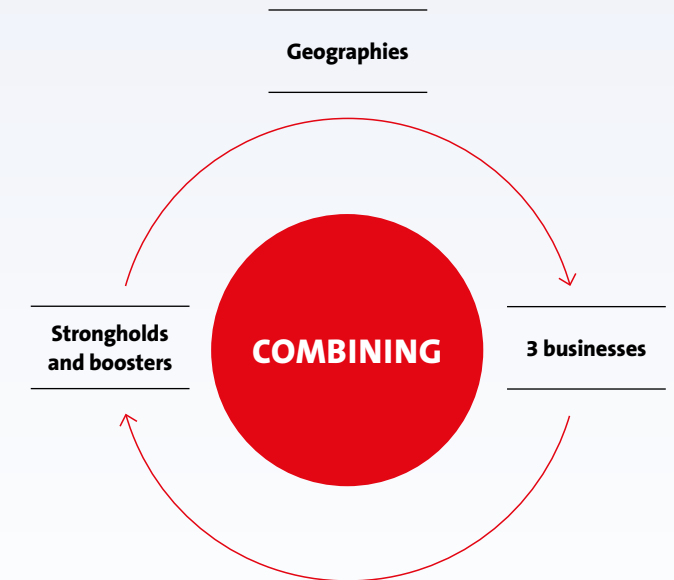 Geographies
Strongholds
and boosters
COMBINING
3 businesses